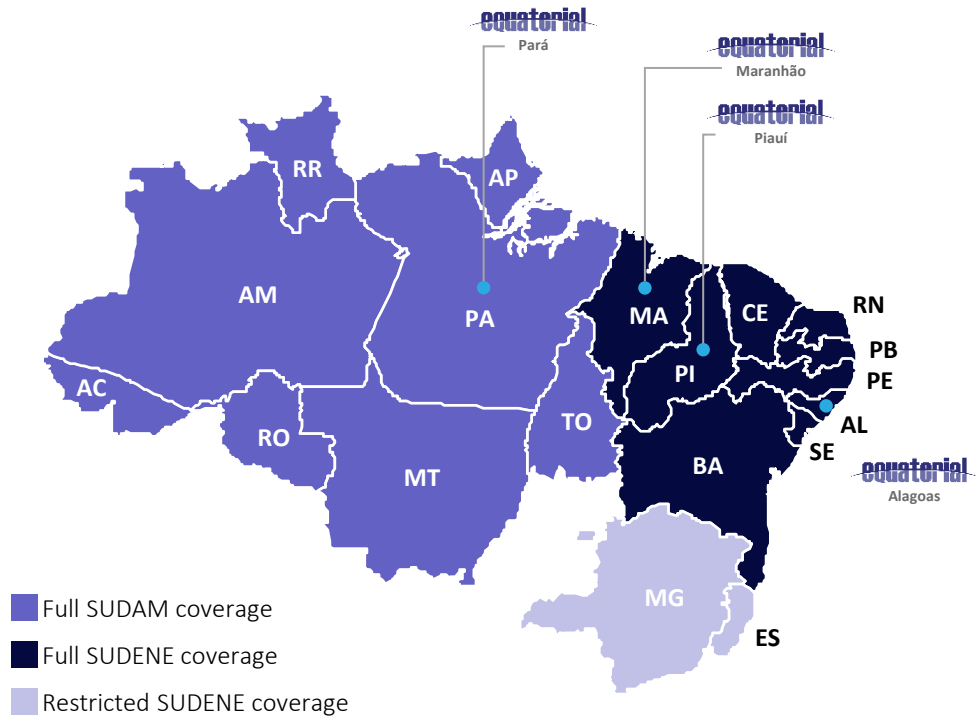 equatorial
Pará
equatorial
Maranhão
equatorial
Piauí
RR
AP
AM
PA
MA
CE
RN
PB
PE
PI
AC
RO
TO
AL
SE
MT
BA
equatorial
Alagoas
MG
ES
Full SUDAM coverage
Full SUDENE coverage
Restricted SUDENE coverage